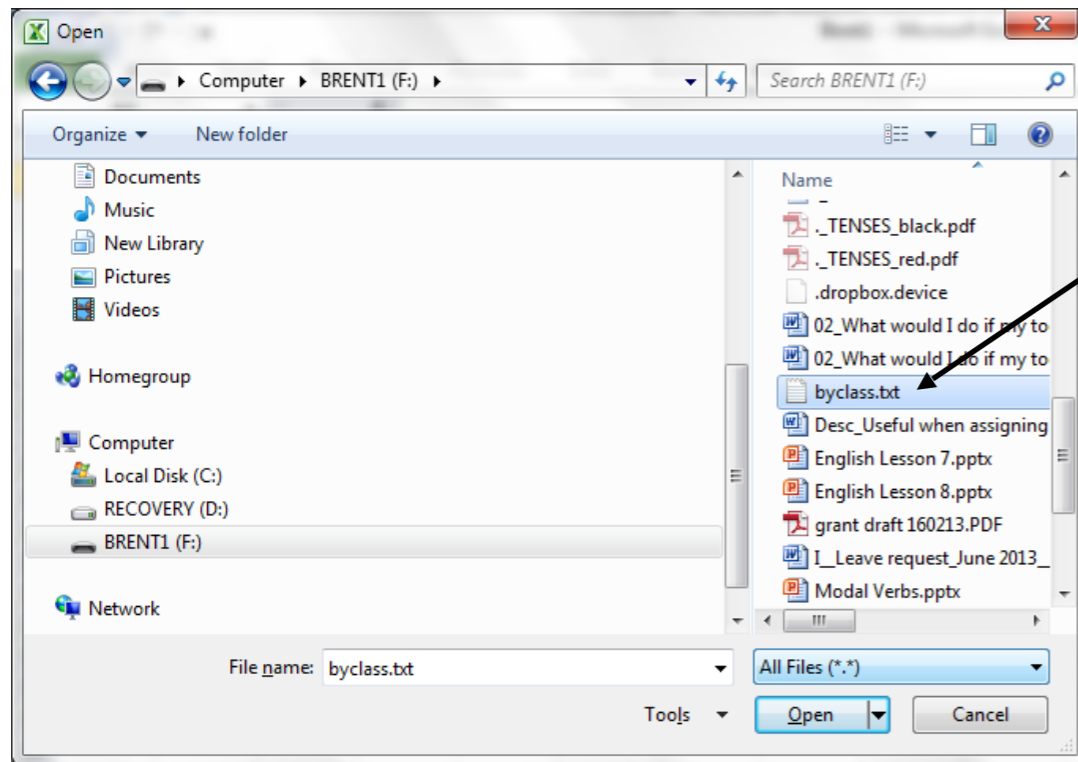 Open
Computer BRENT1 (F:)
Search BRENT1 (F:)
Organize New folder
Documents
Music
New Library
Pictures
Videos
Homegroup
Computer
Local Disk (C:)
RECOVERY (D:)
BRENT1 (F:)
Network
Name
._TENSES_black.pdf
._TENSES_red.pdf
.dropbox.device
02_What would I do if my to
02_What would I do if my to
byclass.txt
Desc_Useful when assigning
English Lesson 7.pptx
English Lesson 8.pptx
grant draft 160213.PDF
I__Leave request_June 2013_
Modal Verbs.pptx
File name: byclass.txt All Files (*.*)
Tools Open Cancel